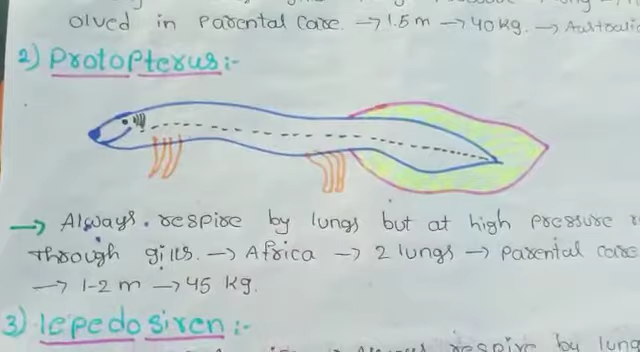 olved in Parental Care. → 1.5 m → 40 kg. →
2) Protopterus:-
→ Always. respire by lungs but at high pressure
through gills. → Africa → 2 lungs → Parental care
→ 1-2 m → 45 kg.
3) lepedosiren:-
respire by lung